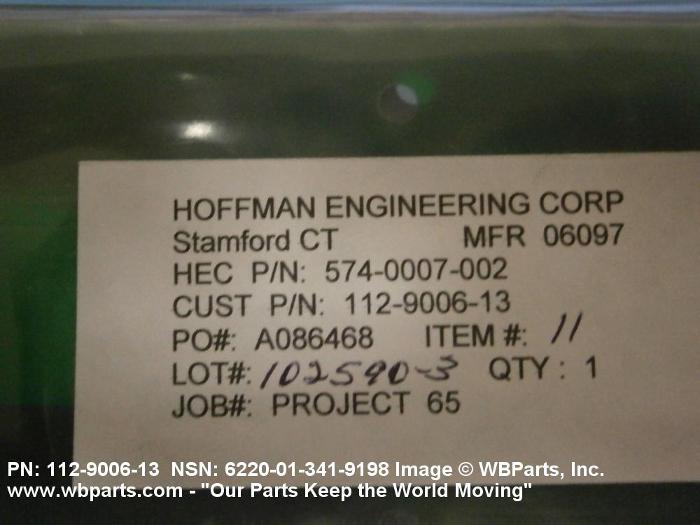 HOFFMAN ENGINEERING CORP
Stamford CT MFR 06097
HEC P/N: 574-0007-002
CUST P/N: 112-9006-13
PO#: A086468 ITEM #: 11
LOT#: 102590-3 QTY : 1
JOB#: PROJECT 65
PN: 112-9006-13 NSN: 6220-01-341-9198 Image © WBParts, Inc.
www.wbparts.com - "Our Parts Keep the World Moving"